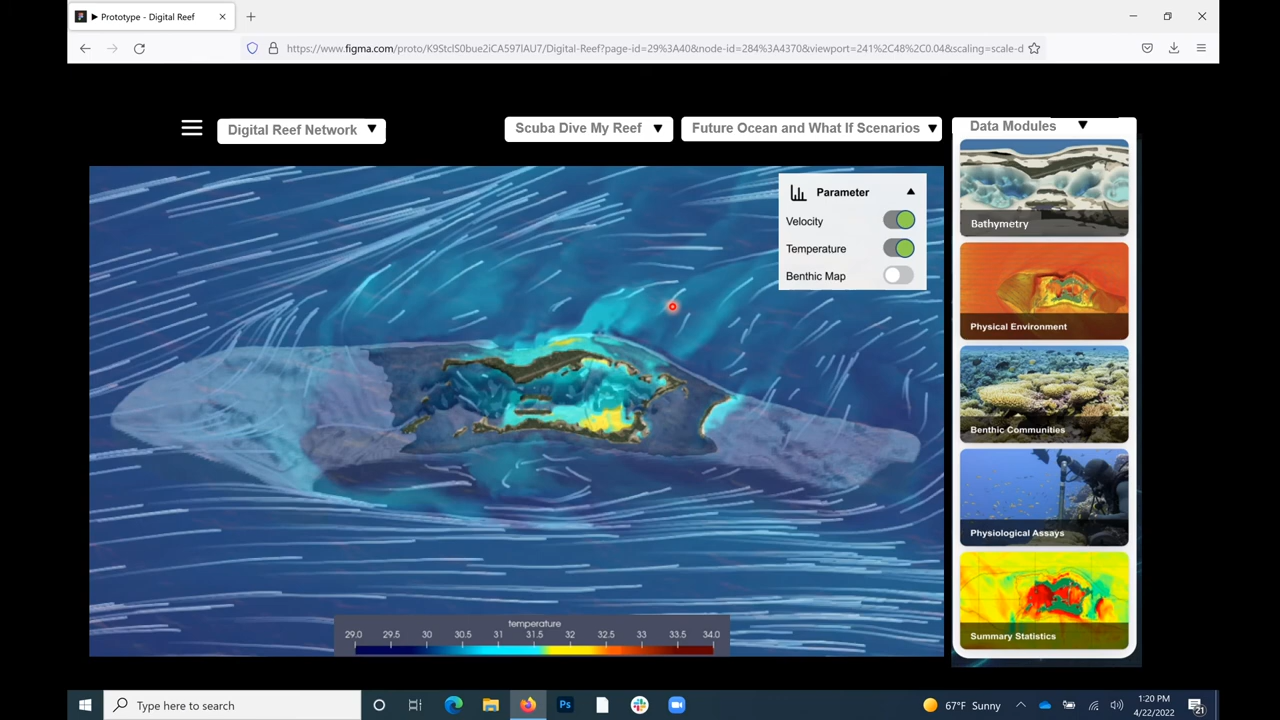 ▶ Prototype - Digital Reef
https://www.figma.com/proto/K9StclS0bue2iCA597IAU7/Digital-Reef?page-id=29%3A40&node-id=284%3A4370&viewport=241%2C48%2C0.04&scaling=scale-d
Digital Reef Network ▼
Scuba Dive My Reef ▼
Future Ocean and What If Scenarios ▼
Data Modules ▼
Parameter ▲
Velocity
Temperature
Benthic Map
Bathymetry
Physical Environment
Benthic Communities
Physiological Assays
Summary Statistics
temperature
29.0 29.5 30 30.5 31 31.5 32 32.5 33 33.5 34.0
Type here to search
Ps
67°F Sunny
1:20 PM
4/22/2022
21